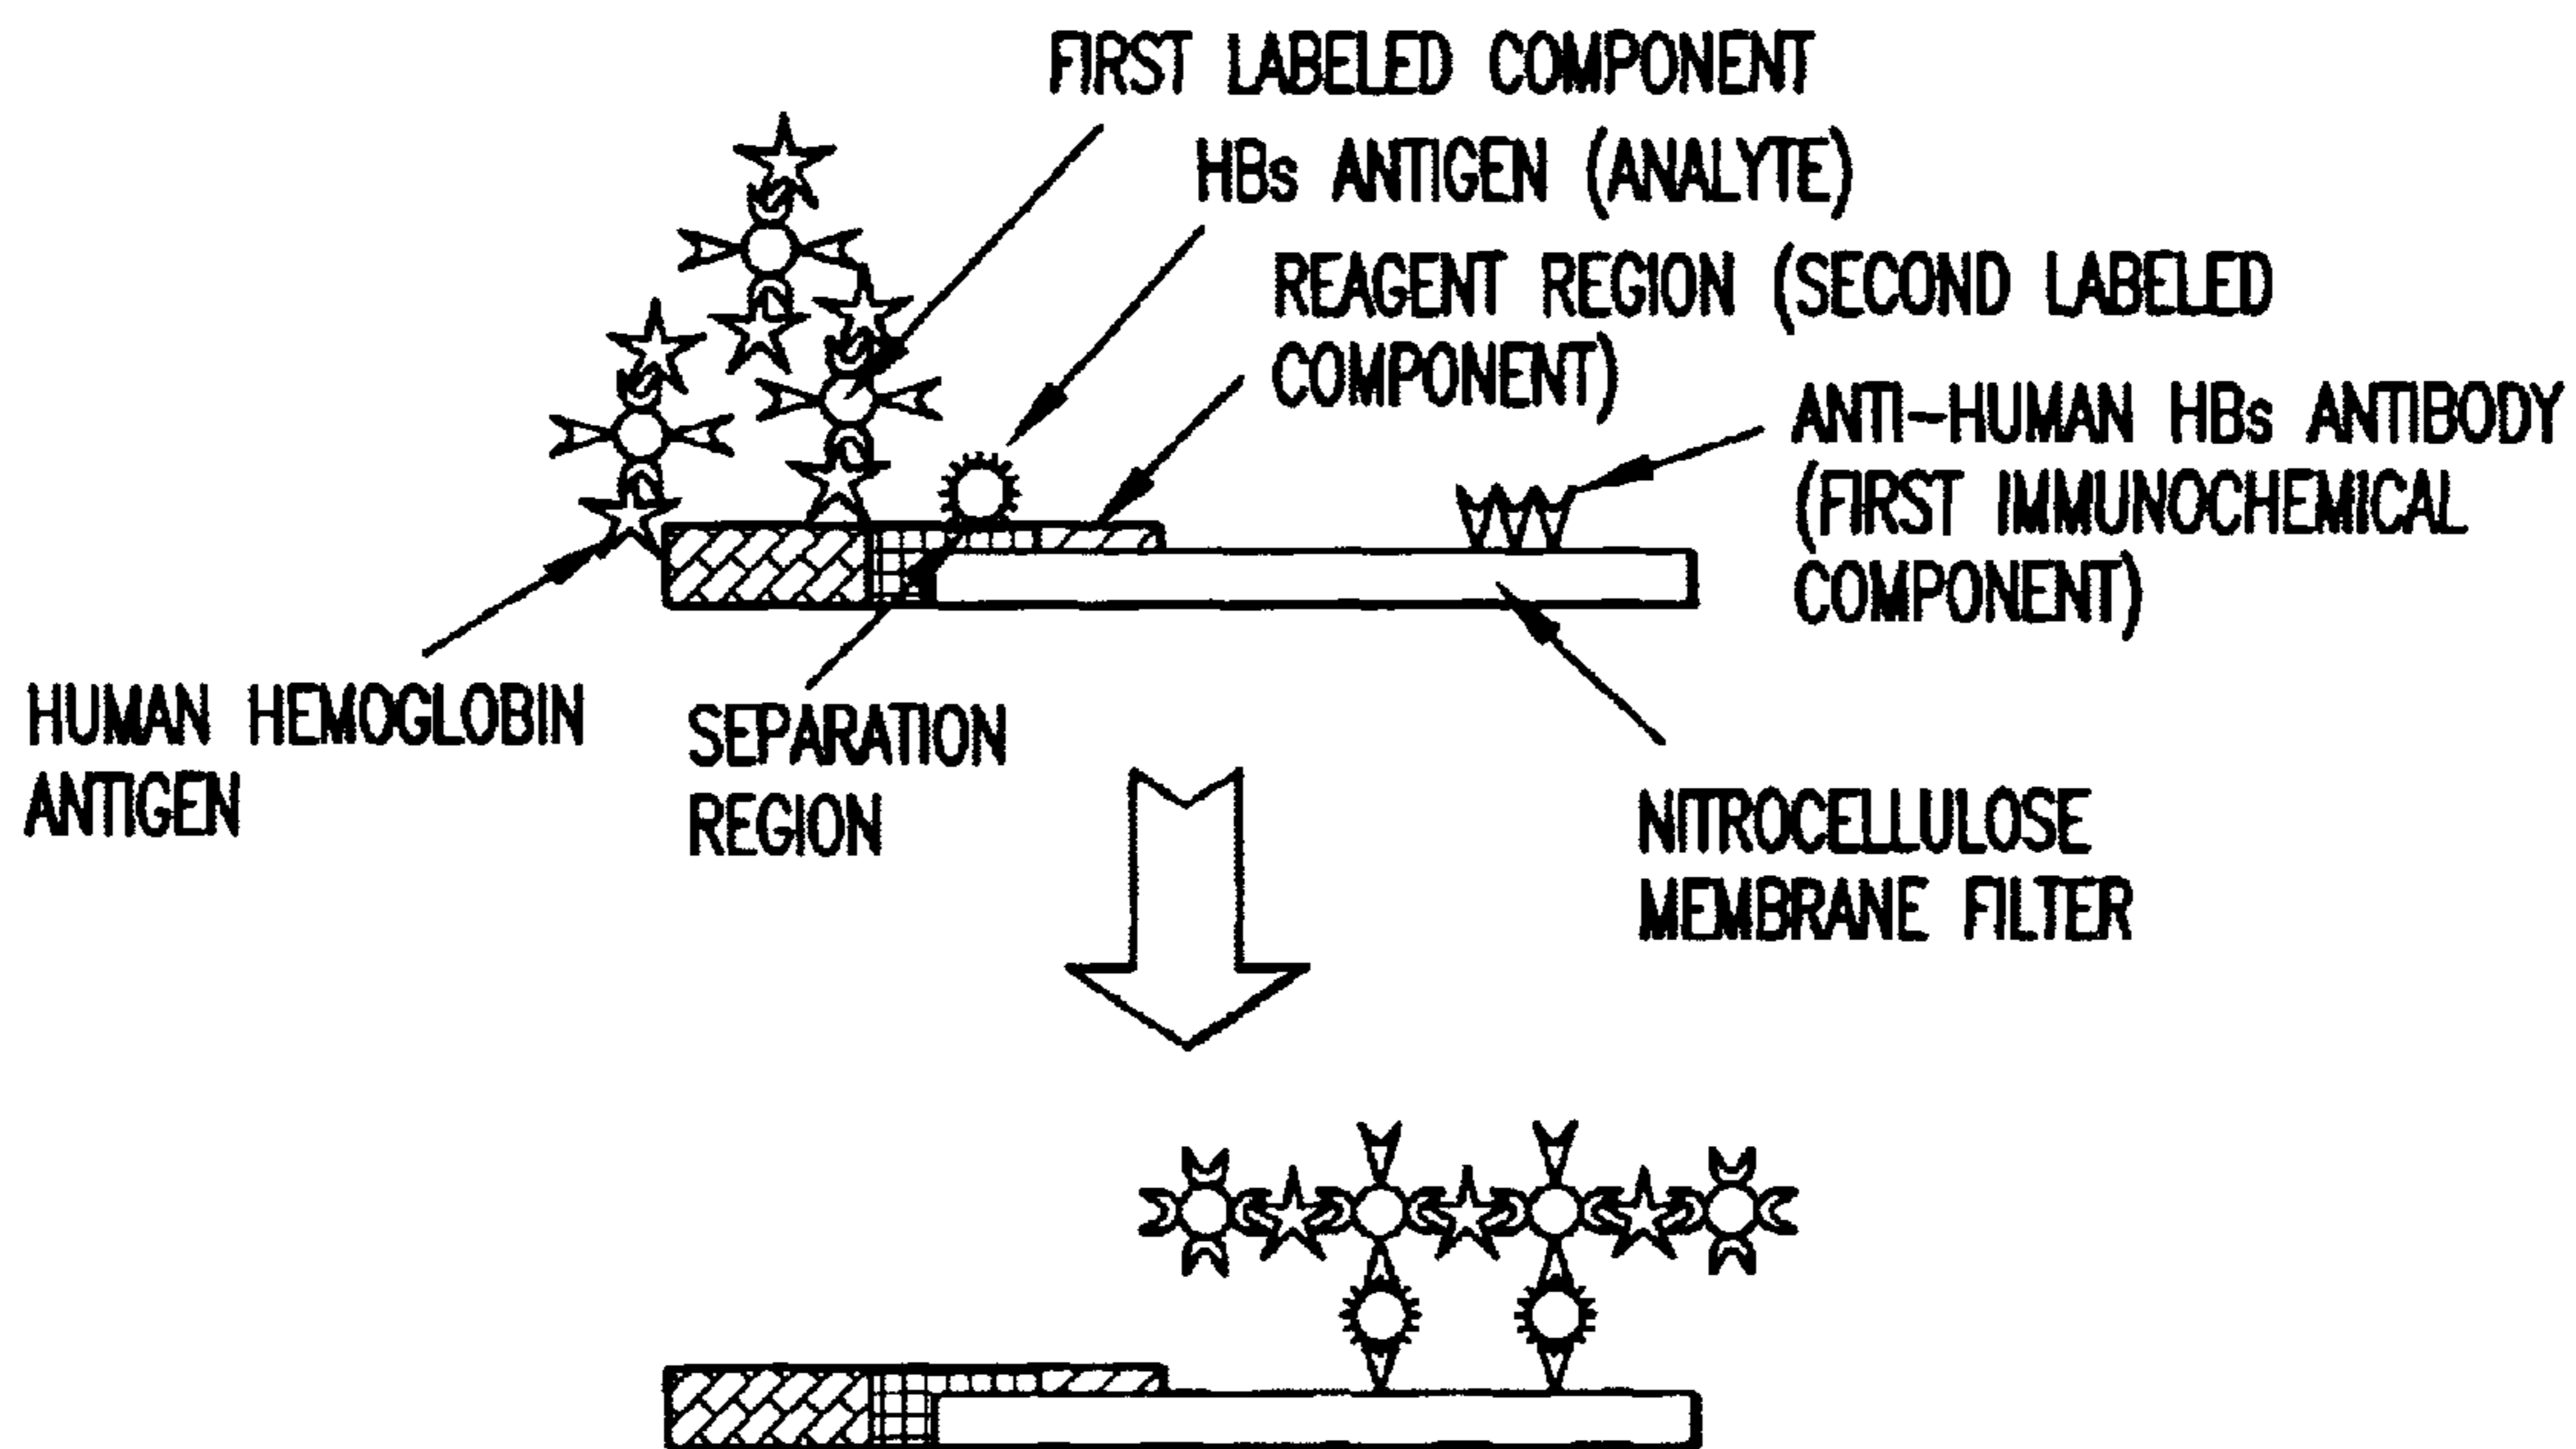 FIRST LABELED COMPONENT
HBs ANTIGEN (ANALYTE)
REAGENT REGION (SECOND LABELED
COMPONENT)
ANTI-HUMAN HBs ANTIBODY
(FIRST IMMUNOCHEMICAL
COMPONENT)
HUMAN HEMOGLOBIN
ANTIGEN
SEPARATION
REGION
NITROCELLULOSE
MEMBRANE FILTER